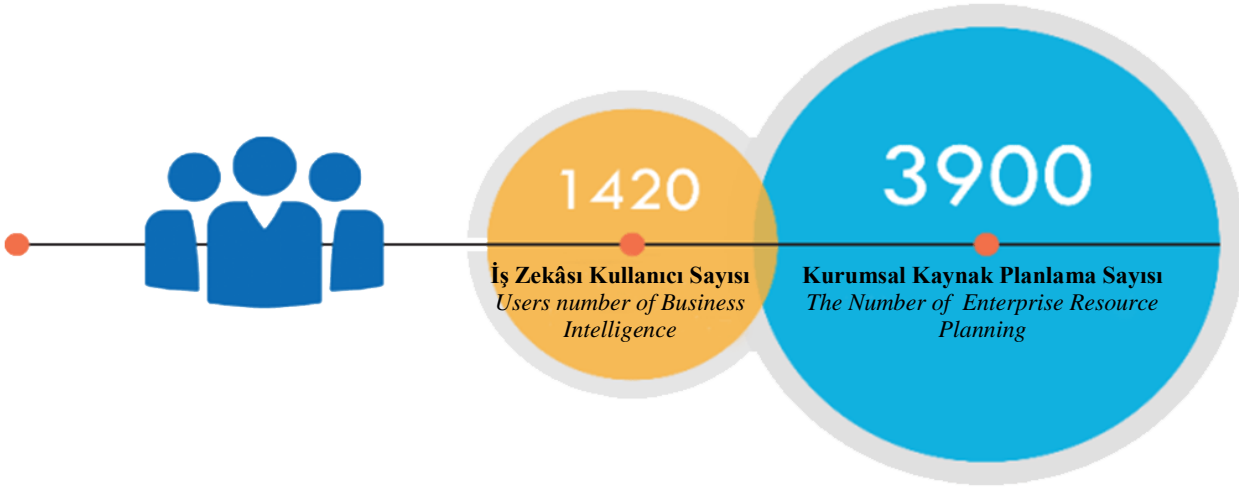 1420
İş Zekâsı Kullanıcı Sayısı
Users number of Business
Intelligence
3900
Kurumsal Kaynak Planlama Sayısı
The Number of Enterprise Resource
Planning